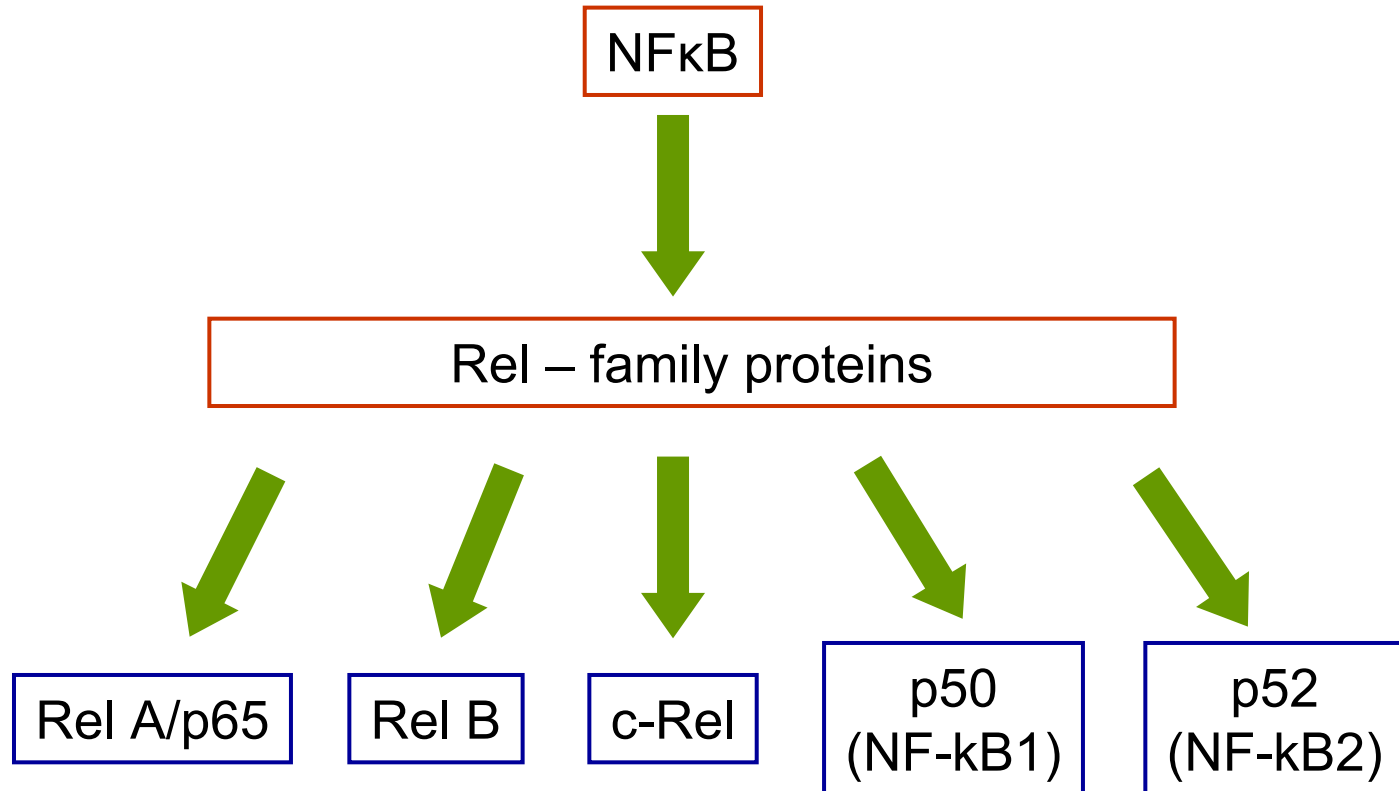 NFκB
Rel – family proteins
Rel A/p65
Rel B
c-Rel
p50
(NF-kB1)
p52
(NF-kB2)